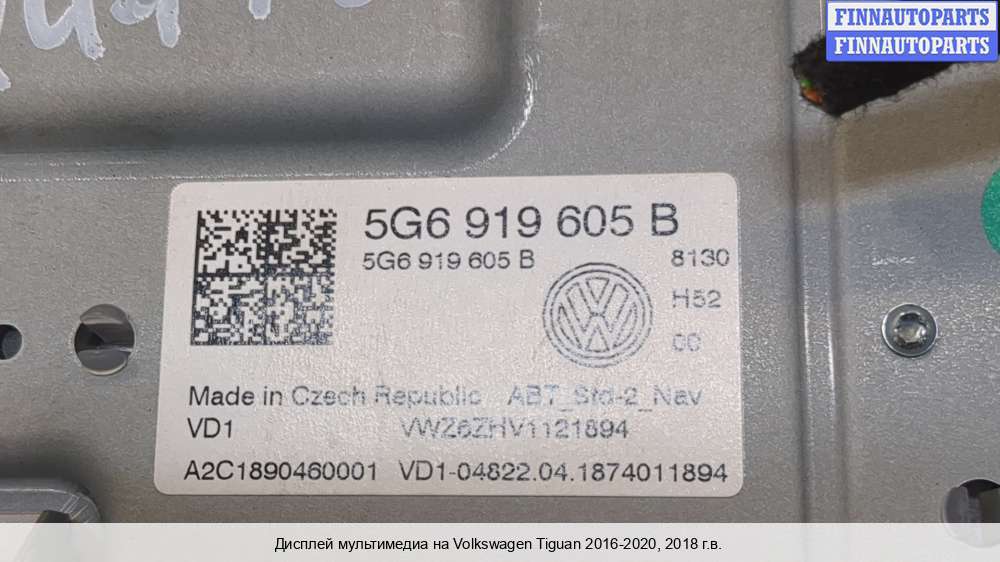 FINNAUTOPARTS
FINNAUTOPARTS
5G6 919 605 B
5G6 919 605 B
8130
H52
00
Made in Czech Republic ABT_Std-2_Nav
VD1 VWZ6ZHV1121894
A2C1890460001 VD1-04822.04.1874011894
Дисплей мультимедиа на Volkswagen Tiguan 2016-2020, 2018 г.в.